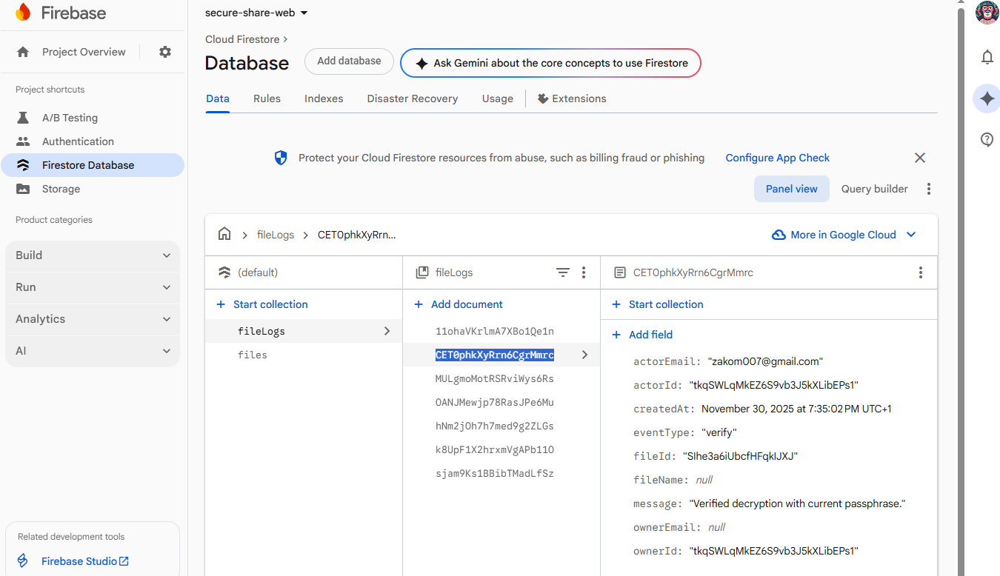 Firebase
secure-share-web
Project Overview
Cloud Firestore
Database
Add database
Ask Gemini about the core concepts to use Firestore
Data
Rules
Indexes
Disaster Recovery
Usage
Extensions
Project shortcuts
A/B Testing
Authentication
Firestore Database
Storage
Product categories
Build
Run
Analytics
AI
Related development tools
Firebase Studio
Protect your Cloud Firestore resources from abuse, such as billing fraud or phishing
Configure App Check
Panel view
Query builder
fileLogs
CET0phkXyRrn...
More in Google Cloud
(default)
Start collection
fileLogs
files
fileLogs
Add document
11ohaVKrlmA7XBo1Qe1n
CET0phkXyRrn6CgrMmrc
MULgmoMotRSRviWys6Rs
OANJMewjp78RasJPe6Mu
hNm2jOh7h7med9g2ZLGs
k8UpF1X2hrxmVgAPb11O
sjam9Ks1BBibTMadLfSz
CET0phkXyRrn6CgrMmrc
Start collection
Add field
actorEmail: "zakom007@gmail.com"
actorId: "tkqSWLqMkEZ6S9vb3J5kXLibEPs1"
createdAt: November 30, 2025 at 7:35:02 PM UTC+1
eventType: "verify"
fileId: "SIhe3a6iUbcfHFqkIJXJ"
fileName: null
message: "Verified decryption with current passphrase."
ownerEmail: null
ownerId: "tkqSWLqMkEZ6S9vb3J5kXLibEPs1"